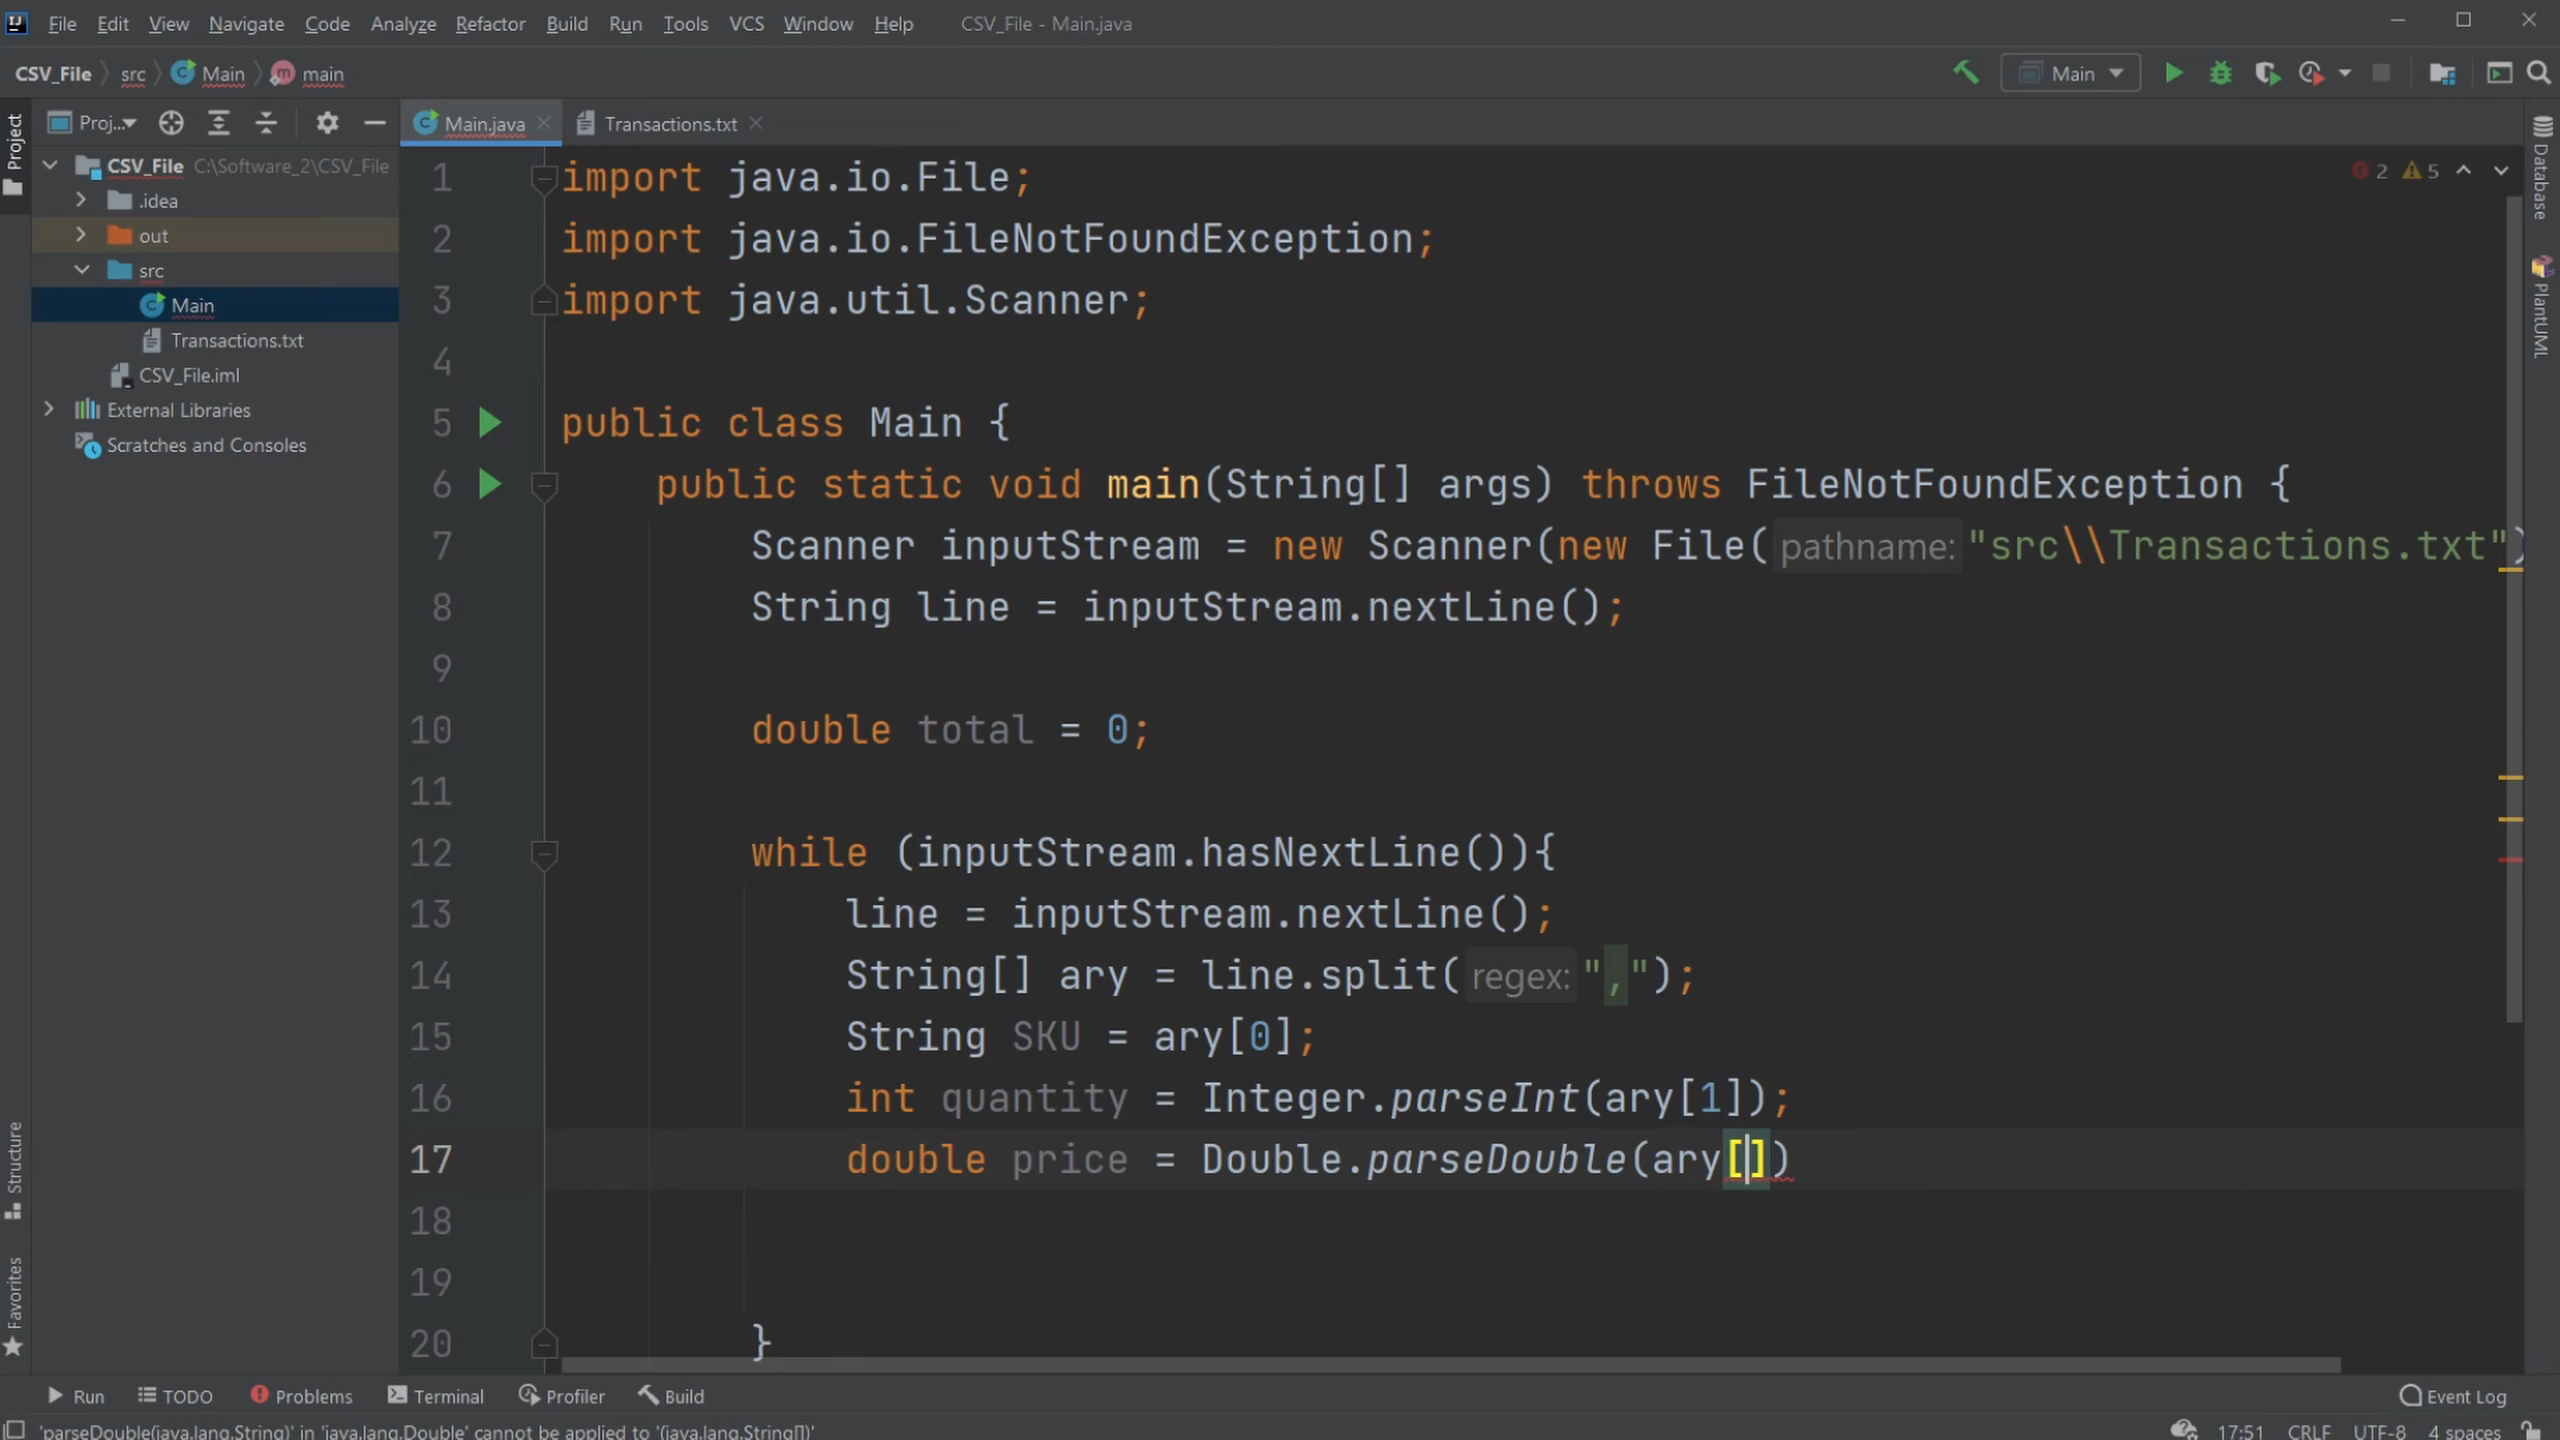 File Edit View Navigate Code Analyze Refactor Build Run Tools VCS Window Help CSV_File - Main.java
CSV_File src Main main Main
Project
Proj...
Main.java Transactions.txt
CSV_File C:\Software_2\CSV_File
.idea
out
src
Main
Transactions.txt
CSV_File.iml
External Libraries
Scratches and Consoles
2 5
1 import java.io.File;
2 import java.io.FileNotFoundException;
3 import java.util.Scanner;
4
5 public class Main {
6 public static void main(String[] args) throws FileNotFoundException {
7 Scanner inputStream = new Scanner(new File( pathname: "src\\Transactions.txt")
8 String line = inputStream.nextLine();
9
10 double total = 0;
11
12 while (inputStream.hasNextLine()){
13 line = inputStream.nextLine();
14 String[] ary = line.split( regex: ",");
15 String SKU = ary[0];
16 int quantity = Integer.parseInt(ary[1]);
17 double price = Double.parseDouble(ary[])
18
19
20 }
Database
PlantUML
Structure
Favorites
Run TODO Problems Terminal Profiler Build Event Log
'parseDouble(java.lang.String)' in 'java.lang.Double' cannot be applied to '(java.lang.String[])' 17:51 CRLF UTF-8 4 spaces